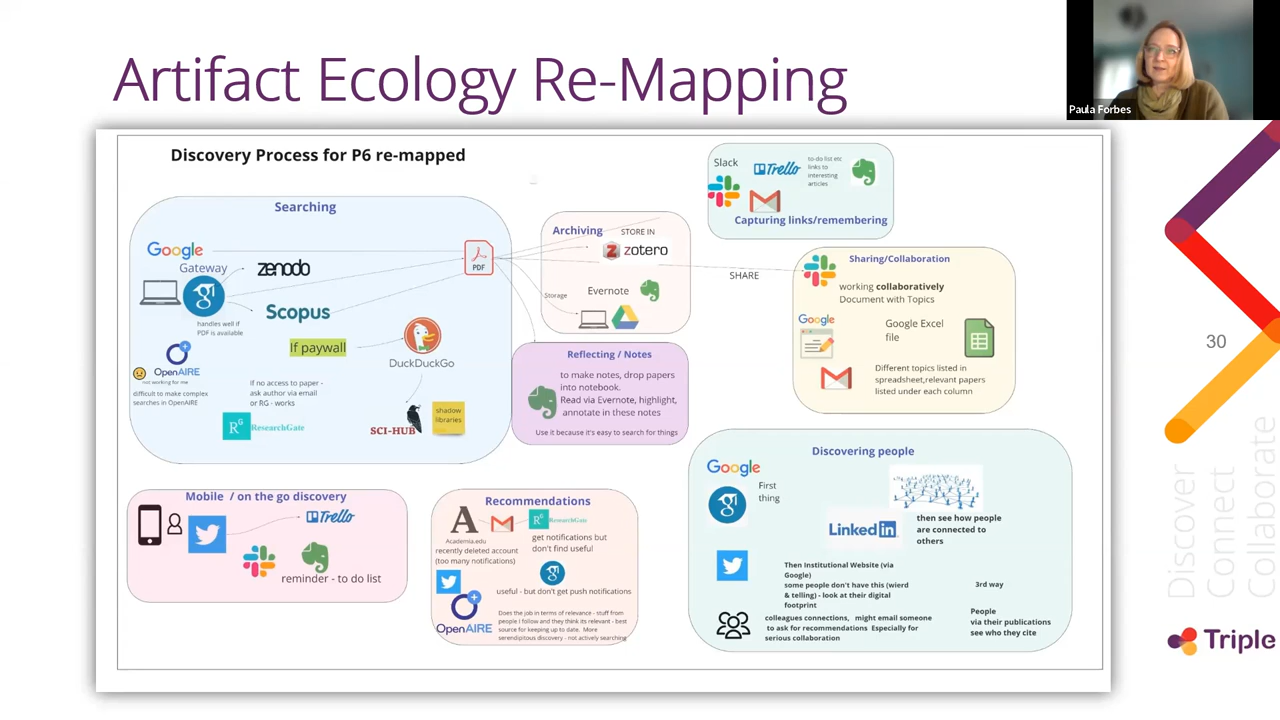 Artifact Ecology Re-Mapping
Paula Forbes
Discovery Process for P6 re-mapped
Searching
Google
Gateway
zenodo
PDF
handles well if
PDF is available
Scopus
If paywall
DuckDuckGo
OpenAIRE
not working for me
difficult to make complex
searches in OpenAIRE
If no access to paper -
ask author via email
or RG - works
RG
ResearchGate
SCI-HUB
shadow
libraries
Archiving
STORE IN
zotero
Evernote
Storage
SHARE
Reflecting / Notes
to make notes, drop papers
into notebook.
Read via Evernote, highlight,
annotate in these notes
Use it because it's easy to search for things
Slack
Trello
to-do list etc
links to
interesting
articles
Capturing links/remembering
Sharing/Collaboration
working collaboratively
Document with Topics
Google
Google Excel
file
Different topics listed in
spreadsheet,relevant papers
listed under each column
Mobile / on the go discovery
Trello
reminder - to do list
Recommendations
Academia.edu
RG
ResearchGate
recently deleted account
(too many notifications)
get notifications but
don't find useful
useful - but don't get push notifications
OpenAIRE
Does the job in terms of relevance - stuff from
people I follow and they think its relevant - best
source for keeping up to date. More
serendipitous discovery - not actively searching
Discovering people
Google
First
thing
LinkedIn
then see how people
are connected to
others
Then Institutional Website (via
Google)
some people don't have this (wierd
& telling) - look at their digital
footprint
3rd way
colleagues connections, might email someone
to ask for recommendations Especially for
serious collaboration
People
via their publications
see who they cite
30
Discover
Connect
Collaborate
Triple